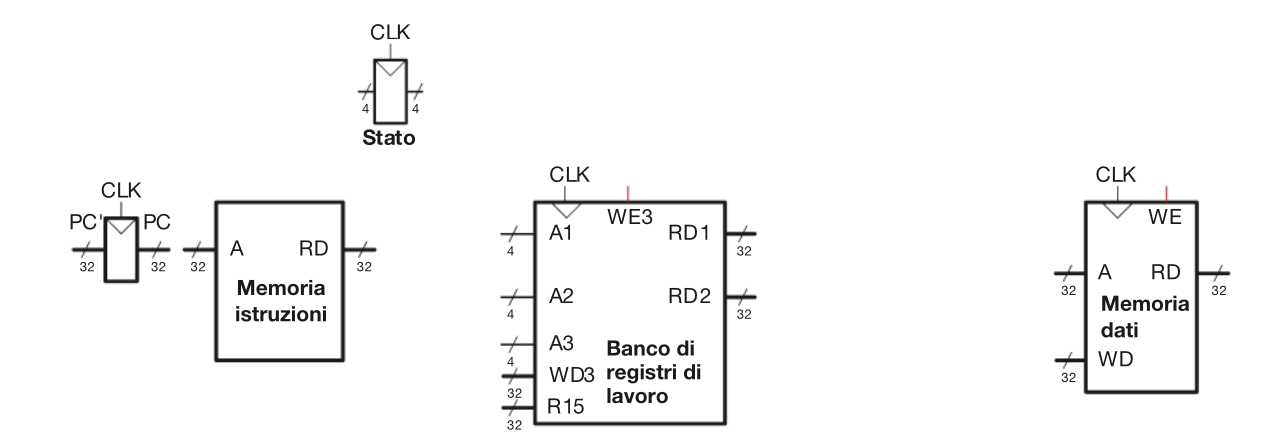 CLK
4
4
Stato
CLK
PC'
PC
32
32
A
RD
32
32
Memoria
istruzioni
CLK
WE3
A1
RD1
4
32
A2
RD2
4
32
A3
4
WD3
32
R15
32
Banco di
registri di
lavoro
CLK
WE
A
RD
32
32
Memoria
dati
WD
32